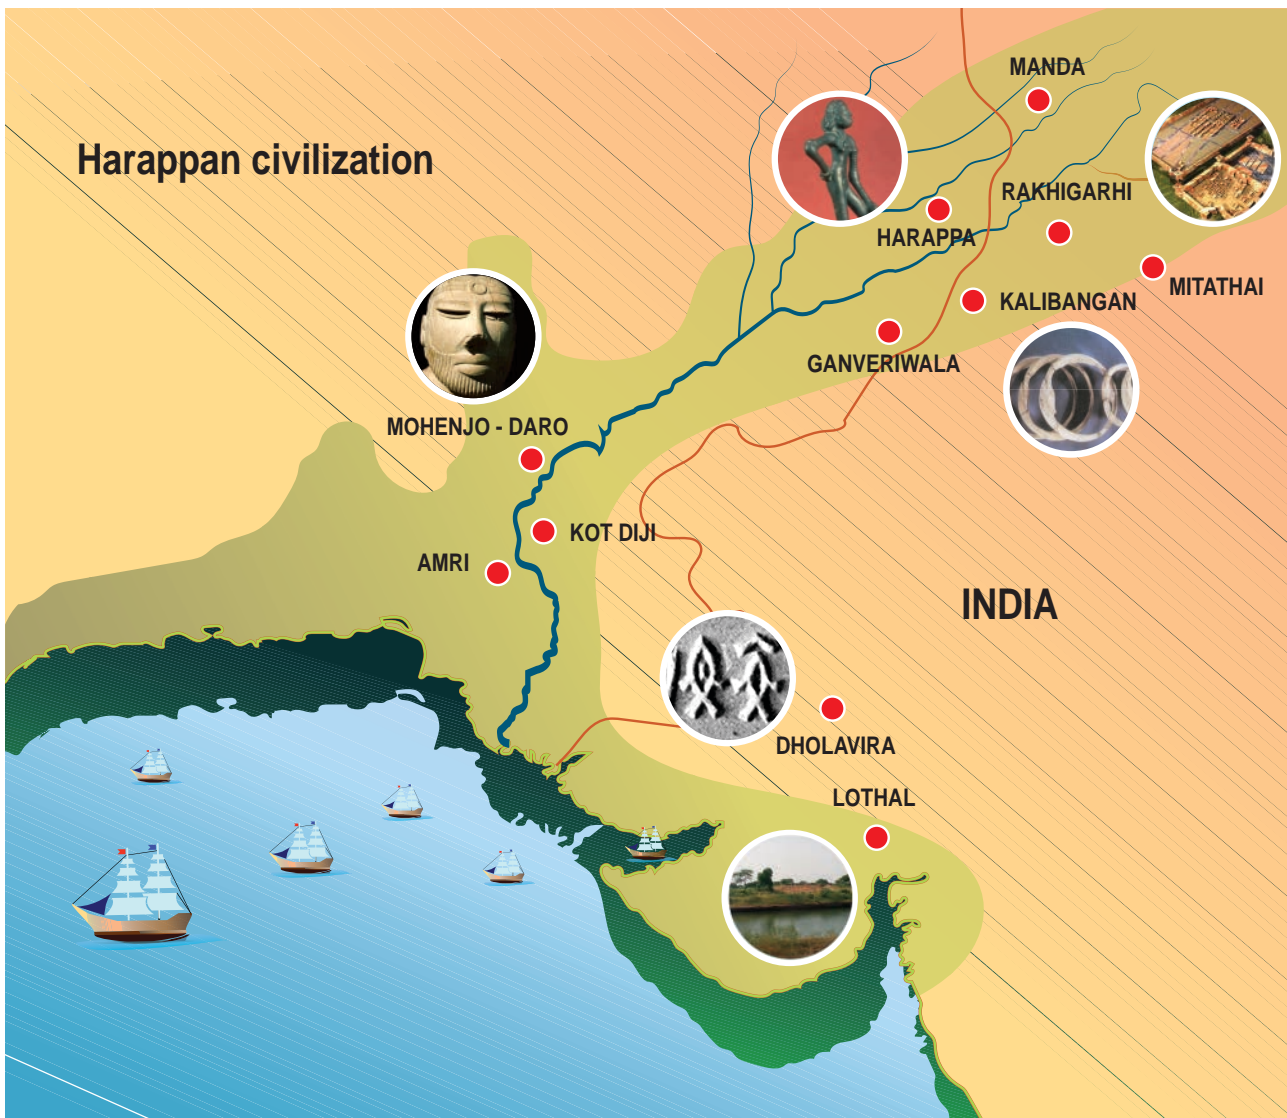 MANDA
Harappan civilization
RAKHIGARHI
HARAPPA
MITATHAI
KALIBANGAN
GANVERIWALA
MOHENJO - DARO
KOT DIJI
AMRI
INDIA
DHOLAVIRA
LOTHAL